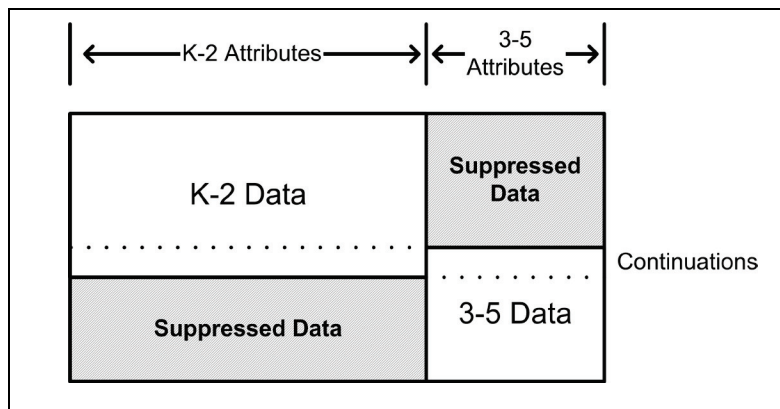 K-2 Attributes
3-5
Attributes
K-2 Data
Suppressed
Data
Continuations
Suppressed Data
3-5 Data